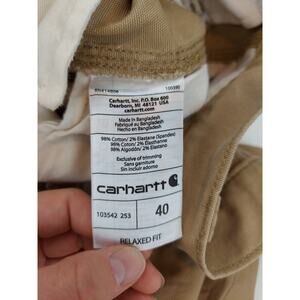 Carhartt, Inc. P.O. Box 600
Dearborn, MI 48121 USA
carhartt.com
Made in Bangladesh
Fabriqué au Bangladesh
Hecho en Bangladesh
98% Cotton/ 2% Elastane (Spandex)
98% Coton/ 2% Elasthanne
98% Algodón/ 2% Elastano
Exclusive of trimming
Sans garniture
Sin incluir adorno
carhartt
103542 253
40
RELAXED FIT